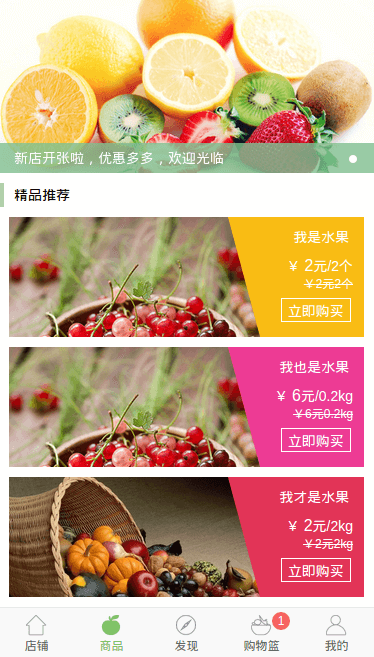 新店开张啦，优惠多多，欢迎光临
精品推荐
我是水果
￥ 2元/2个
￥2元2个
立即购买
我也是水果
￥ 6元/0.2kg
￥6元0.2kg
立即购买
我才是水果
￥ 2元/2kg
￥2元2kg
立即购买
1
店铺 商品 发现 购物篮 我的